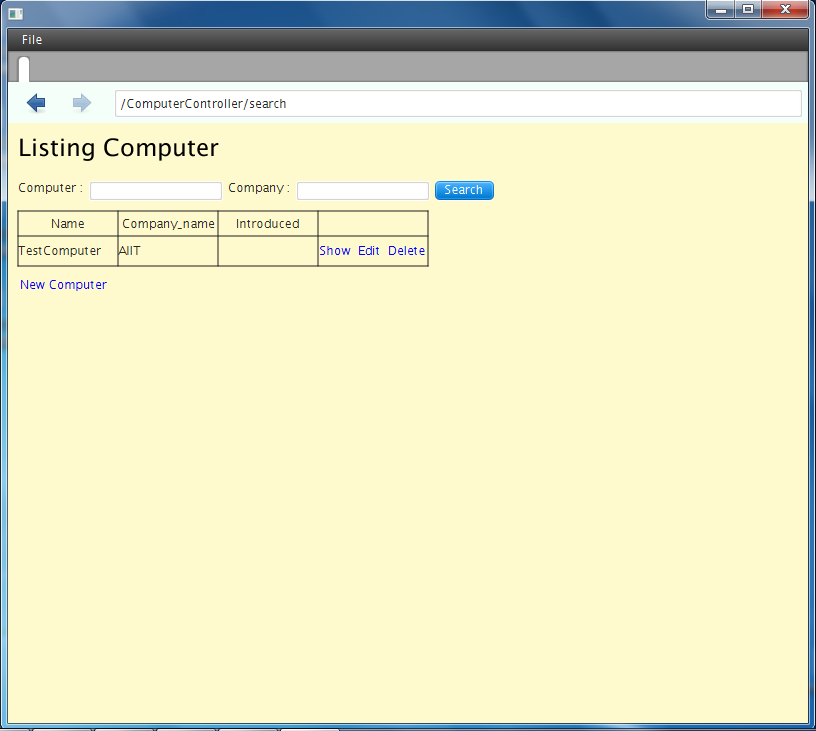 File
/ComputerController/search
Listing Computer
Computer : Company : Search
Name Company_name Introduced
TestComputer AIIT Show Edit Delete
New Computer